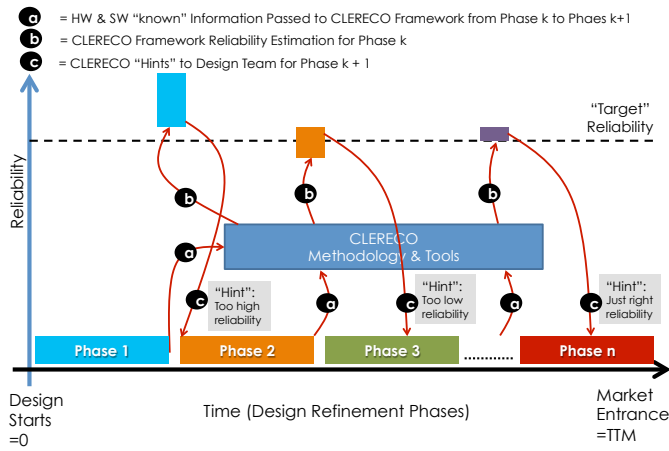 a = HW & SW “known” Information Passed to CLERECO Framework from Phase k to Phaes k+1
b = CLERECO Framework Reliability Estimation for Phase k
c = CLERECO “Hints” to Design Team for Phase k + 1
“Target”
Reliability
Reliability
b
b
b
CLERECO
Methodology & Tools
a
“Hint”:
Too high
reliability
c
a
“Hint”:
Too low
reliability
c
a
“Hint”:
Just right
reliability
c
Phase 1
Phase 2
Phase 3
...........
Phase n
Design
Starts
=0
Time (Design Refinement Phases)
Market
Entrance
=TTM